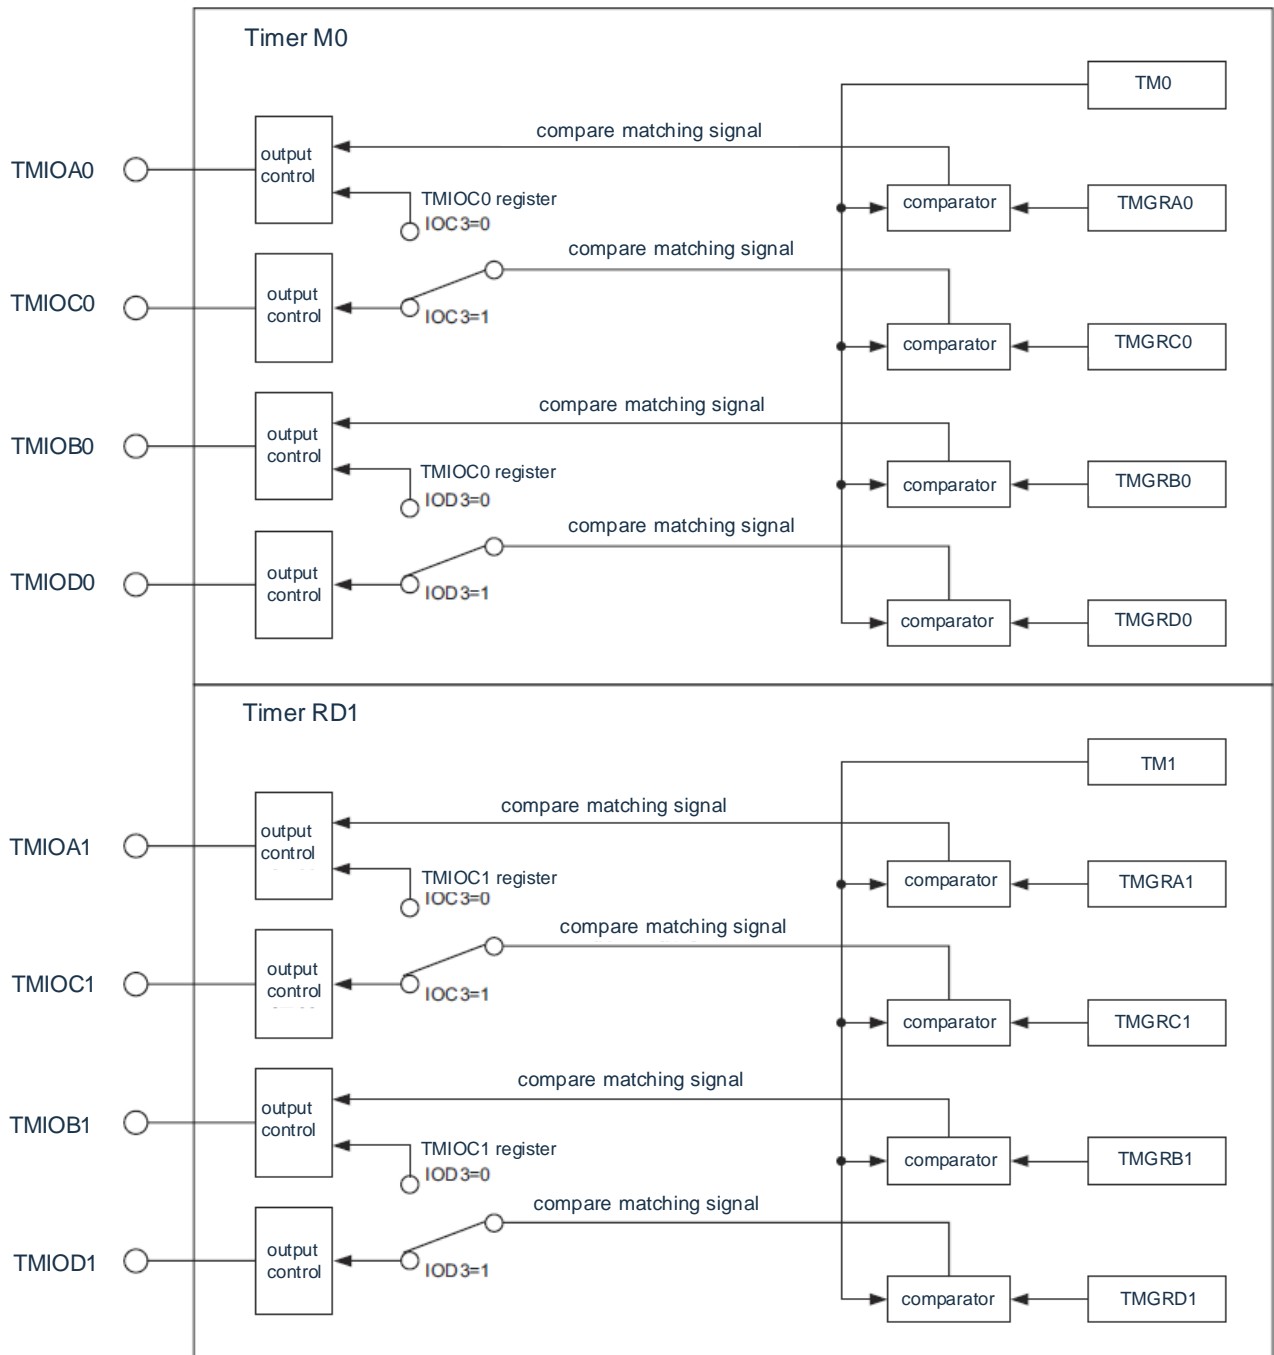 Timer M0
TM0
compare matching signal
output
control
TMIOA0
TMIOC0 register
IOC3=0
comparator
TMGRA0
compare matching signal
output
control
TMIOC0
IOC3=1
comparator
TMGRC0
compare matching signal
output
control
TMIOB0
TMIOC0 register
IOD3=0
comparator
TMGRB0
compare matching signal
output
control
TMIOD0
IOD3=1
comparator
TMGRD0
Timer RD1
TM1
compare matching signal
output
control
TMIOA1
TMIOC1 register
IOC3=0
comparator
TMGRA1
compare matching signal
output
control
TMIOC1
IOC3=1
comparator
TMGRC1
compare matching signal
output
control
TMIOB1
TMIOC1 register
IOD3=0
comparator
TMGRB1
compare matching signal
output
control
TMIOD1
IOD3=1
comparator
TMGRD1